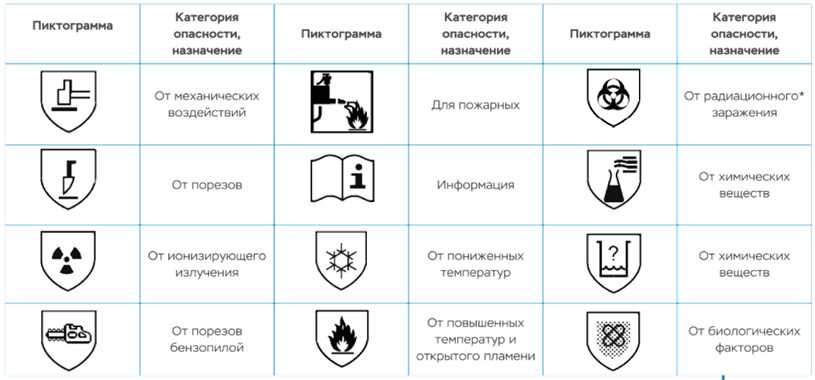 Пиктограмма
Категория
опасности,
назначение
Пиктограмма
Категория
опасности,
назначение
Пиктограмма
Категория
опасности,
назначение
От механических
воздействий
Для пожарных
От радиационного*
заражения
От порезов
i
Информация
От химических
веществ
От ионизирующего
излучения
От пониженных
температур
?
От химических
веществ
От порезов
бензопилой
От повышенных
температур и
открытого пламени
От биологических
факторов